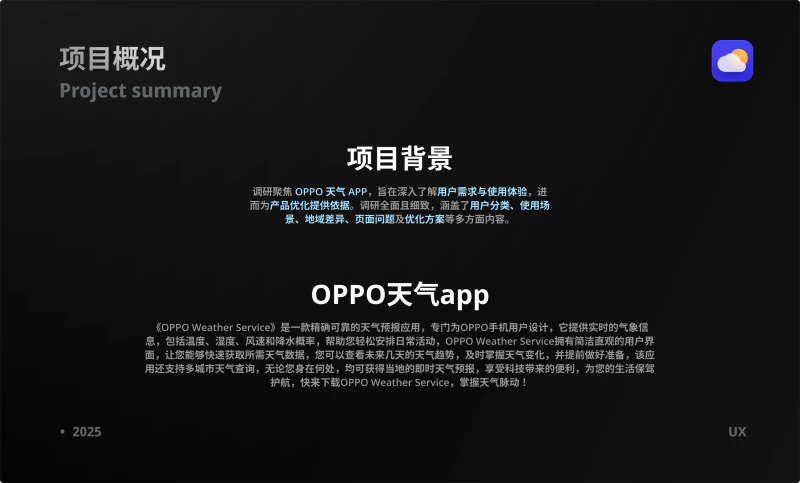 项目概况
Project summary
项目背景
调研聚焦 OPPO 天气 APP，旨在深入了解用户需求与使用体验，进
而为产品优化提供依据。调研全面且细致，涵盖了用户分类、使用场
景、地域差异、页面问题及优化方案等多方面内容。
OPPO天气app
《OPPO Weather Service》是一款精确可靠的天气预报应用，专门为OPPO手机用户设计，它提供实时的气象信
息，包括温度、湿度、风速和降水概率，帮助您轻松安排日常活动，OPPO Weather Service拥有简洁直观的用户界
面，让您能够快速获取所需天气数据，您可以查看未来几天的天气趋势，及时掌握天气变化，并提前做好准备，该应
用还支持多城市天气查询，无论您身在何处，均可获得当地的即时天气预报，享受科技带来的便利，为您的生活保驾
护航，快来下载OPPO Weather Service，掌握天气脉动！
• 2025
UX